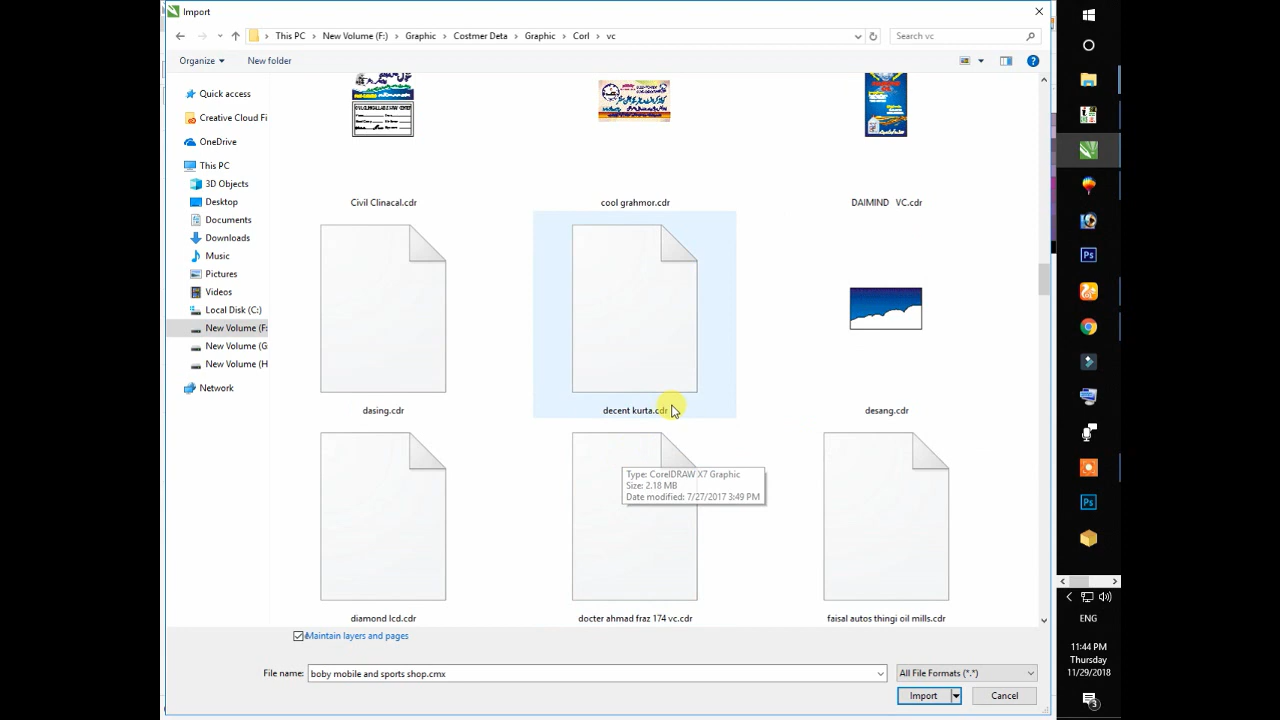 Import
This PC
New Volume (F:)
Graphic
Costmer Deta
Graphic
Corl
vc
Search vc
Organize
New folder
Quick access
Creative Cloud Fi
OneDrive
This PC
3D Objects
Desktop
Documents
Downloads
Music
Pictures
Videos
Local Disk (C:)
New Volume (F:
New Volume (G
New Volume (H
Network
Civil Clinacal.cdr
cool grahmor.cdr
DAIMIND VC.cdr
dasing.cdr
decent kurta.cdr
desang.cdr
Type: CorelDRAW X7 Graphic
Size: 2.18 MB
Date modified: 7/27/2017 3:49 PM
diamond lcd.cdr
docter ahmad fraz 174 vc.cdr
faisal autos thingi oil mills.cdr
Maintain layers and pages
File name:
boby mobile and sports shop.cmx
All File Formats (*.*)
Import
Cancel
Ps
Ps
ENG
11:44 PM
Thursday
11/29/2018
3